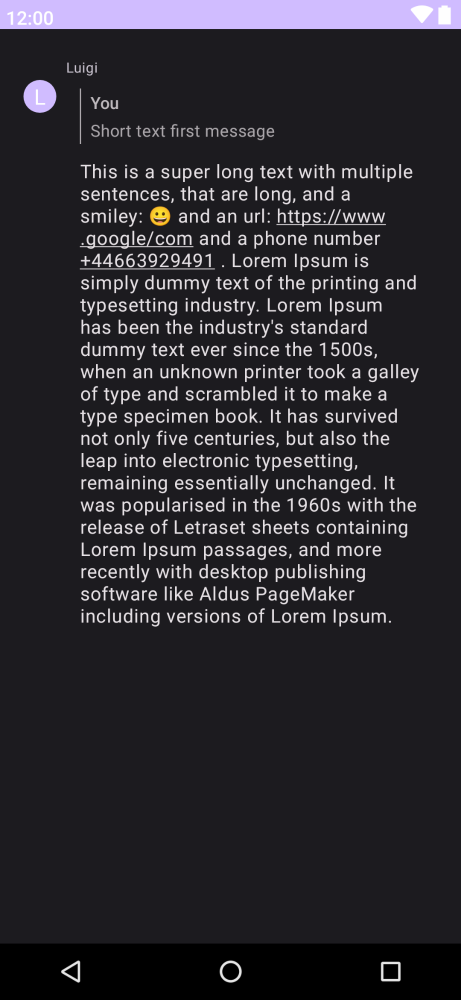 12:00
Luigi
L
You
Short text first message
This is a super long text with multiple
sentences, that are long, and a
smiley: 😀 and an url: https://www
.google/com and a phone number
+44663929491 . Lorem Ipsum is
simply dummy text of the printing and
typesetting industry. Lorem Ipsum
has been the industry's standard
dummy text ever since the 1500s,
when an unknown printer took a galley
of type and scrambled it to make a
type specimen book. It has survived
not only five centuries, but also the
leap into electronic typesetting,
remaining essentially unchanged. It
was popularised in the 1960s with the
release of Letraset sheets containing
Lorem Ipsum passages, and more
recently with desktop publishing
software like Aldus PageMaker
including versions of Lorem Ipsum.